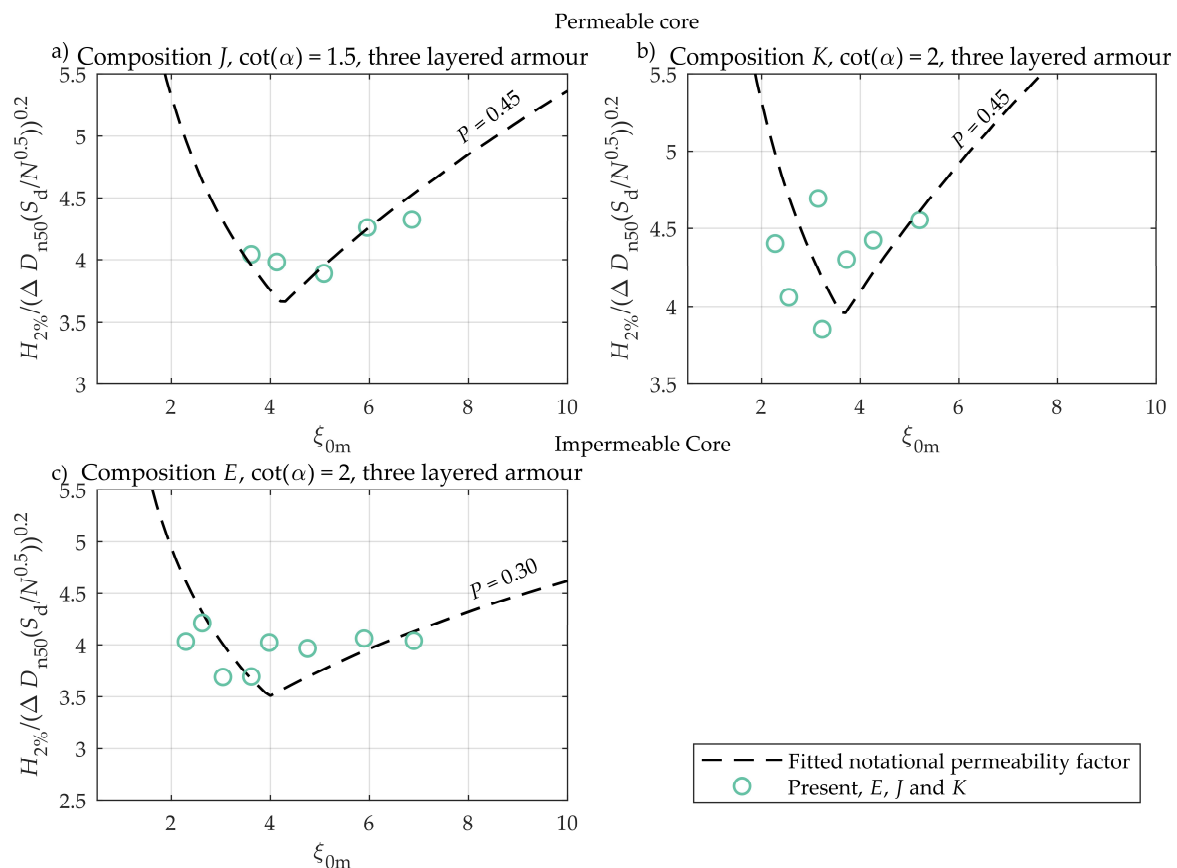 Permeable core
a) Composition J, cot(α) = 1.5, three layered armour
5.5
5
4.5
4
3.5
3
2 4 6 8 10
H2%/(Δ Dn50(Sd/N^0.5))^0.2
ξ0m
P = 0.45
b) Composition K, cot(α) = 2, three layered armour
5.5
5
4.5
4
3.5
2 4 6 8 10
H2%/(Δ Dn50(Sd/N^0.5))^0.2
ξ0m
P = 0.45
Impermeable Core
c) Composition E, cot(α) = 2, three layered armour
5.5
5
4.5
4
3.5
3
2.5
2 4 6 8 10
H2%/(Δ Dn50(Sd/N^0.5))^0.2
ξ0m
P = 0.30
Fitted notational permeability factor
Present, E, J and K